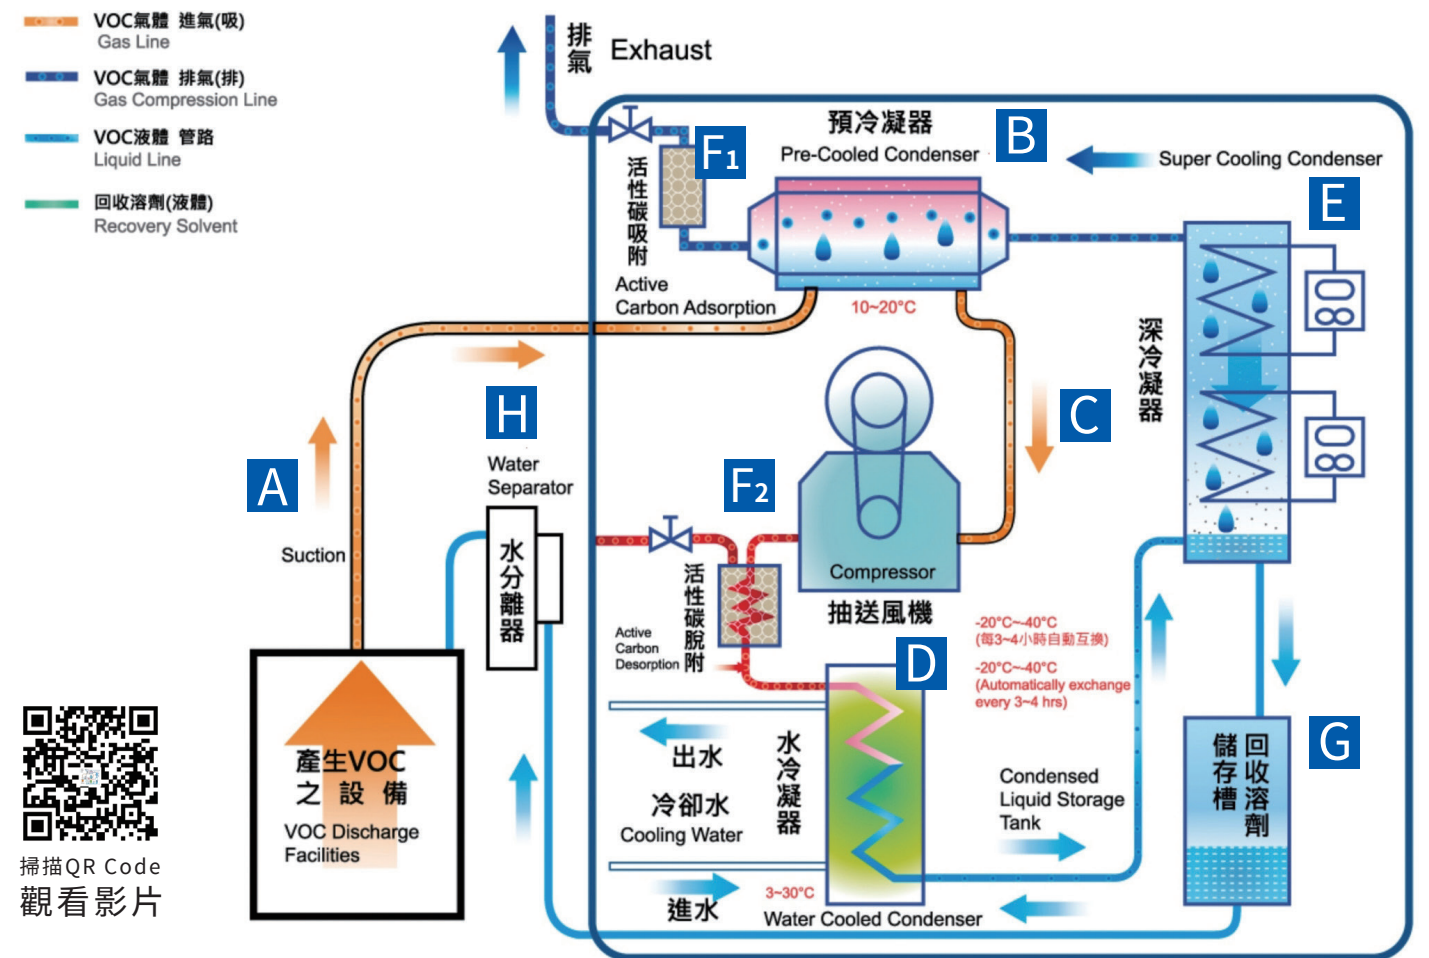 VOC氣體 進氣(吸)
Gas Line
VOC氣體 排氣(排)
Gas Compression Line
VOC液體 管路
Liquid Line
回收溶劑(液體)
Recovery Solvent
排氣
Exhaust
預冷凝器
Pre-Cooled Condenser
B
Super Cooling Condenser
E
F1
活性碳吸附
Active
Carbon Adsorption
10~20°C
深冷凝器
C
H
Water
Separator
水分離器
A
Suction
F2
Compressor
抽送風機
活性碳脫附
Active
Carbon
Desorption
D
-20°C~-40°C
(每3~4小時自動互換)
-20°C~-40°C
(Automatically exchange
every 3~4 hrs)
產生VOC
之設備
VOC Discharge
Facilities
出水
冷卻水
Cooling Water
進水
水冷凝器
3~30°C
Water Cooled Condenser
Condensed
Liquid Storage
Tank
G
回收溶劑
儲存槽
掃描QR Code
觀看影片